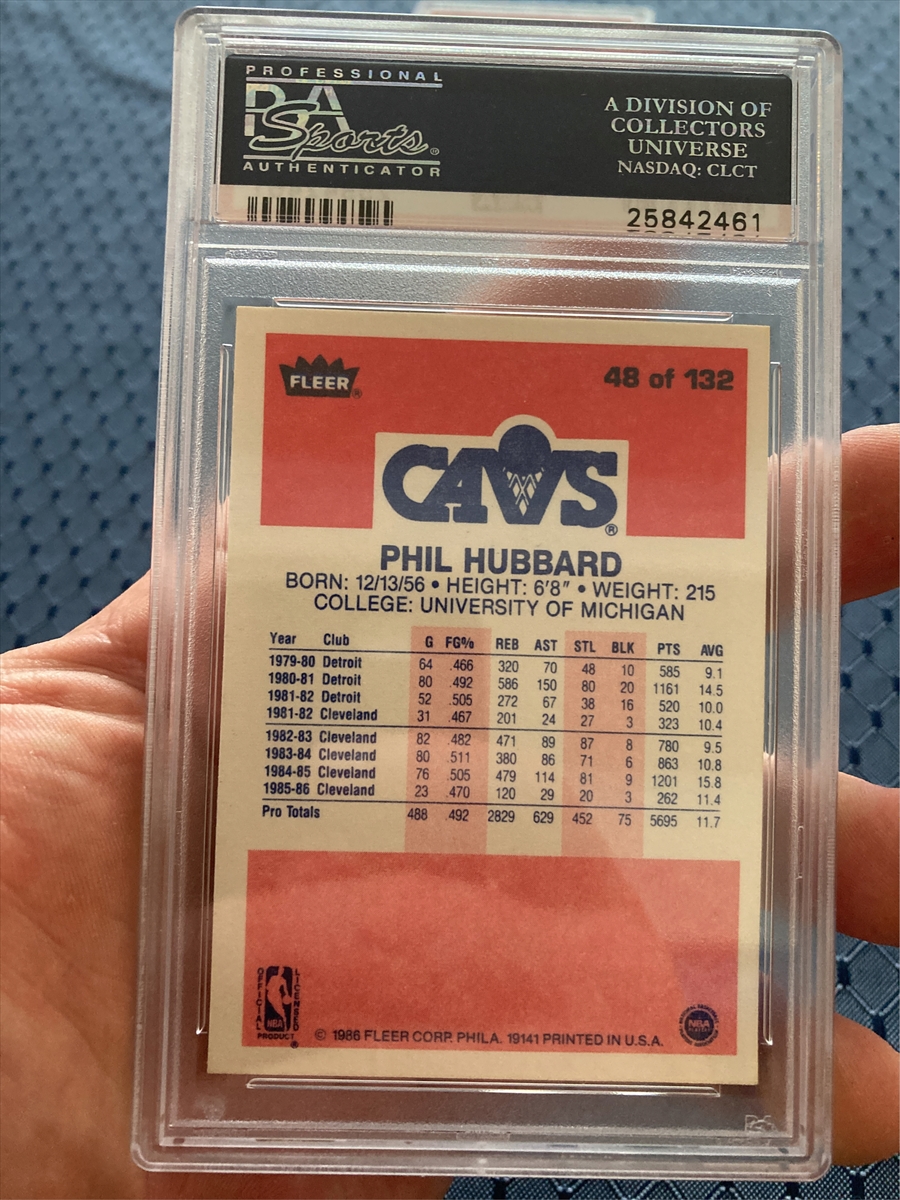 PROFESSIONAL
PSA
Sports®
AUTHENTICATOR
A DIVISION OF
COLLECTORS
UNIVERSE
NASDAQ: CLCT
25842461
FLEER®
48 of 132
CAVS®
PHIL HUBBARD
BORN: 12/13/56 • HEIGHT: 6'8" • WEIGHT: 215
COLLEGE: UNIVERSITY OF MICHIGAN
Year Club G FG% REB AST STL BLK PTS AVG
1979-80 Detroit 64 .466 320 70 48 10 585 9.1
1980-81 Detroit 80 .492 586 150 80 20 1161 14.5
1981-82 Detroit 52 .505 272 67 38 16 520 10.0
1981-82 Cleveland 31 .467 201 24 27 3 323 10.4
1982-83 Cleveland 82 .482 471 89 87 8 780 9.5
1983-84 Cleveland 80 .511 380 86 71 6 863 10.8
1984-85 Cleveland 76 .505 479 114 81 9 1201 15.8
1985-86 Cleveland 23 .470 120 29 20 3 262 11.4
Pro Totals 488 .492 2829 629 452 75 5695 11.7
OFFICIAL LICENSED
NBA
PRODUCT®
© 1986 FLEER CORP. PHILA. 19141 PRINTED IN U.S.A.
NBA
PSA